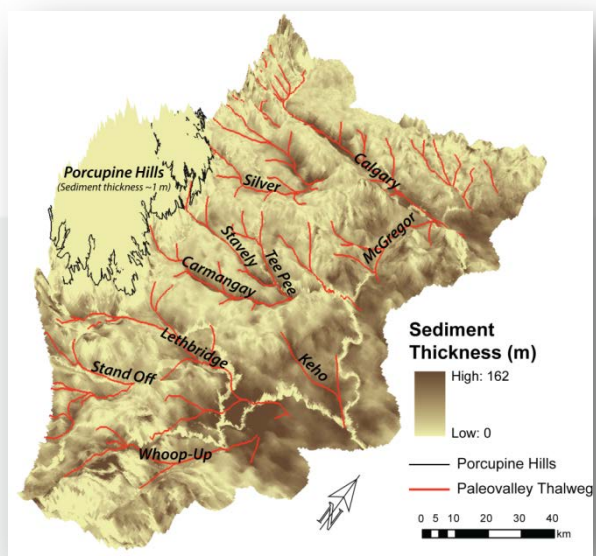 Porcupine Hills
(Sediment thickness ~1 m)
Silver
Calgary
McGregor
Stavely
Tee Pee
Carmangay
Lethbridge
Keho
Stand Off
Whoop-Up
Sediment
Thickness (m)
High: 162
Low: 0
Porcupine Hills
Paleovalley Thalweg
N
0 5 10 20 30 40
km